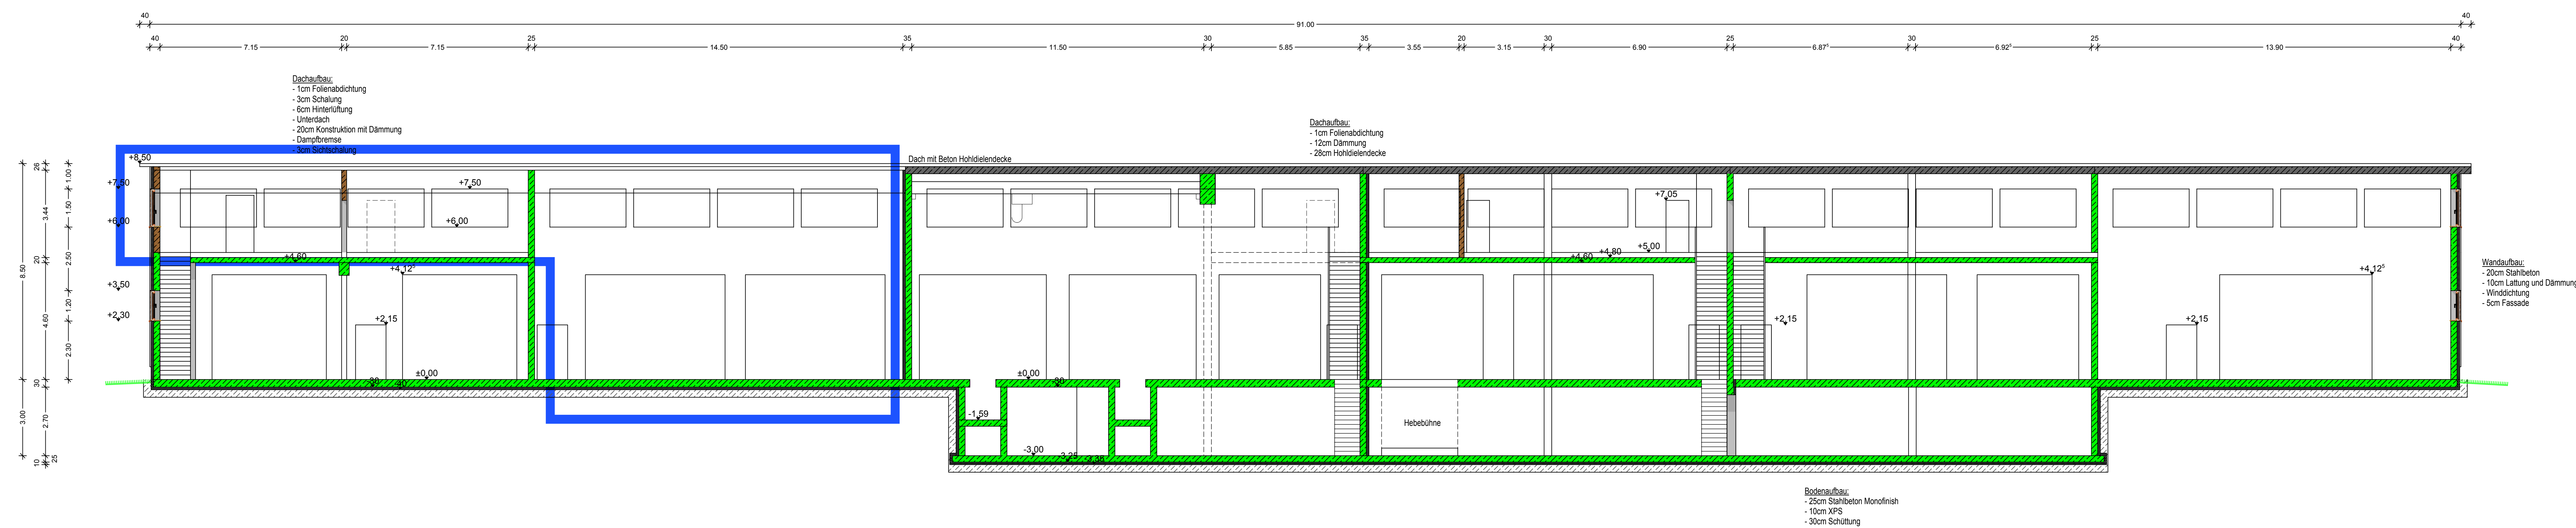 40
91.00
40
40
7.15
20
7.15
25
14.50
35
11.50
30
5.85
35
3.55
20
3.15
30
6.90
25
6.87⁵
30
6.92⁵
25
13.90
40
Dachaufbau:
- 1cm Folienabdichtung
- 3cm Schalung
- 6cm Hinterlüftung
- Unterdach
- 20cm Konstruktion mit Dämmung
- Dampfbremse
- 3cm Sichtschalung
Dachaufbau:
- 1cm Folienabdichtung
- 12cm Dämmung
- 28cm Hohldielendecke
Dach mit Beton Hohldielendecke
+8,50
+7,50
+6,00
+3,50
+2,30
+7,50
+6,00
+4,60
+4,12⁵
+2,15
±0,00
-30
-40
±0,00
-30
-1,59
-3,00
-3,25
-3,35
+7,05
+5,00
+4,80
+4,60
+2,15
+4,12⁵
+2,15
Hebebühne
Wandaufbau:
- 20cm Stahlbeton
- 10cm Lattung und Dämmung
- Winddichtung
- 5cm Fassade
Bodenaufbau:
- 25cm Stahlbeton Monofinish
- 10cm XPS
- 30cm Schüttung
8.50
3.00
26
3.44
20
4.60
30
2.70
10
25
1.00
1.50
2.50
1.20
2.30